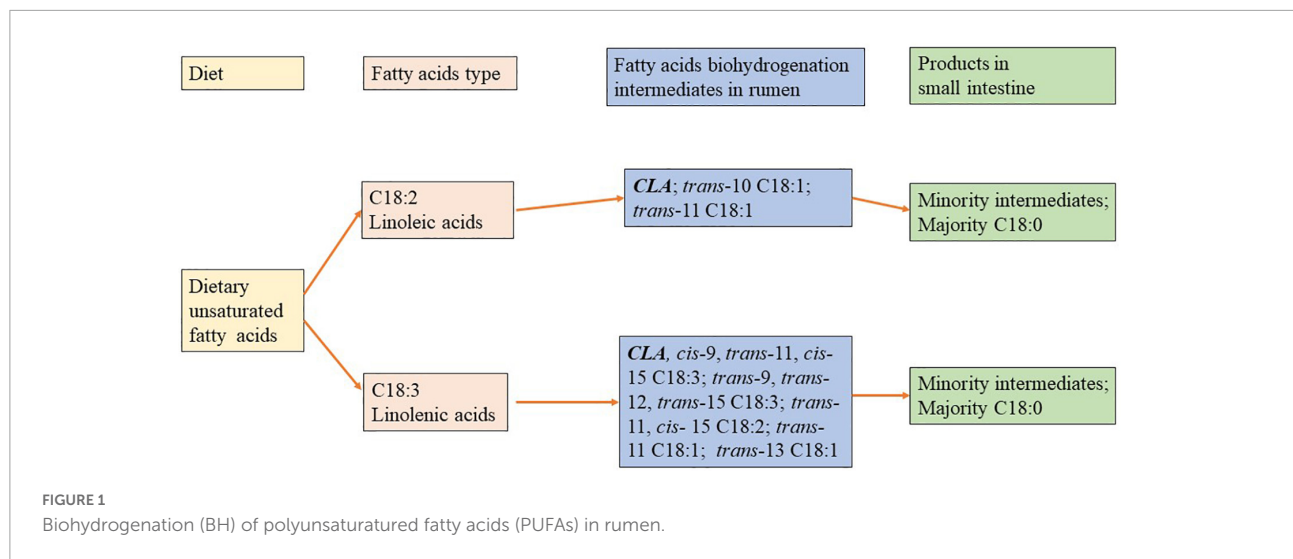 Diet
Fatty acids type
Fatty acids biohydrogenation
intermediates in rumen
Products in
small intestine
C18:2
Linoleic acids
CLA; trans-10 C18:1;
trans-11 C18:1
Minority intermediates;
Majority C18:0
Dietary
unsaturated
fatty acids
C18:3
Linolenic acids
CLA, cis-9, trans-11, cis-
15 C18:3; trans-9, trans-
12, trans-15 C18:3; trans-
11, cis- 15 C18:2; trans-
11 C18:1; trans-13 C18:1
Minority intermediates;
Majority C18:0
FIGURE 1
Biohydrogenation (BH) of polyunsaturatured fatty acids (PUFAs) in rumen.